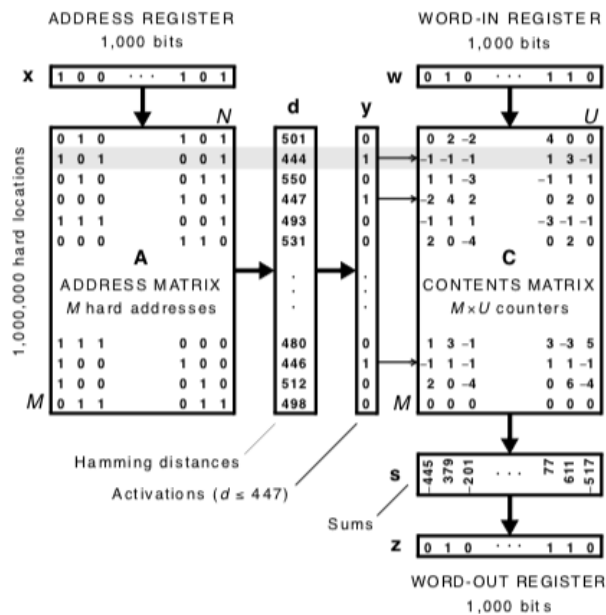 ADDRESS REGISTER
1,000 bits
WORD-IN REGISTER
1,000 bits
x 1 0 0 · · · 1 0 1
w 0 1 0 · · · 1 1 0
N d y U
0 1 0 1 0 1 501 0 0 2 −2 4 0 0
1 0 1 0 0 1 444 1 −1 −1 −1 1 3 −1
0 1 0 0 1 1 550 0 1 1 −3 −1 1 1
0 0 0 1 0 1 447 1 −2 4 2 0 2 0
1 1 1 0 0 1 493 0 −1 1 1 −3 −1 −1
0 0 0 1 1 0 531 0 2 0 −4 0 2 0
A C
ADDRESS MATRIX
M hard addresses
CONTENTS MATRIX
M×U counters
1,000,000 hard locations
1 1 1 0 0 0 480 0 1 3 −1 3 −3 5
1 0 1 0 0 0 446 1 −1 1 −1 1 1 −1
1 0 0 0 1 0 512 0 2 0 −4 0 6 −4
M 0 1 1 0 1 1 498 0 M 0 0 0 0 0 0
Hamming distances
Activations (d ≤ 447)
Sums
s −445 379 −201 · · · 77 611 −517
z 0 1 0 · · · 1 1 0
WORD-OUT REGISTER
1,000 bits